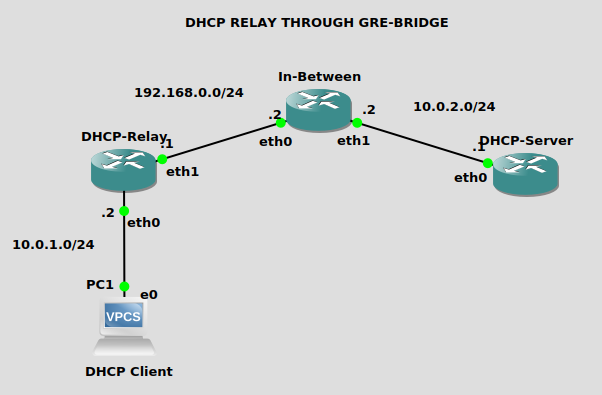 DHCP RELAY THROUGH GRE-BRIDGE
In-Between
192.168.0.0/24
.2
.2
10.0.2.0/24
eth0
eth1
DHCP-Relay
.1
eth1
DHCP-Server
.1
eth0
.2
eth0
10.0.1.0/24
PC1
e0
VPCS
DHCP Client